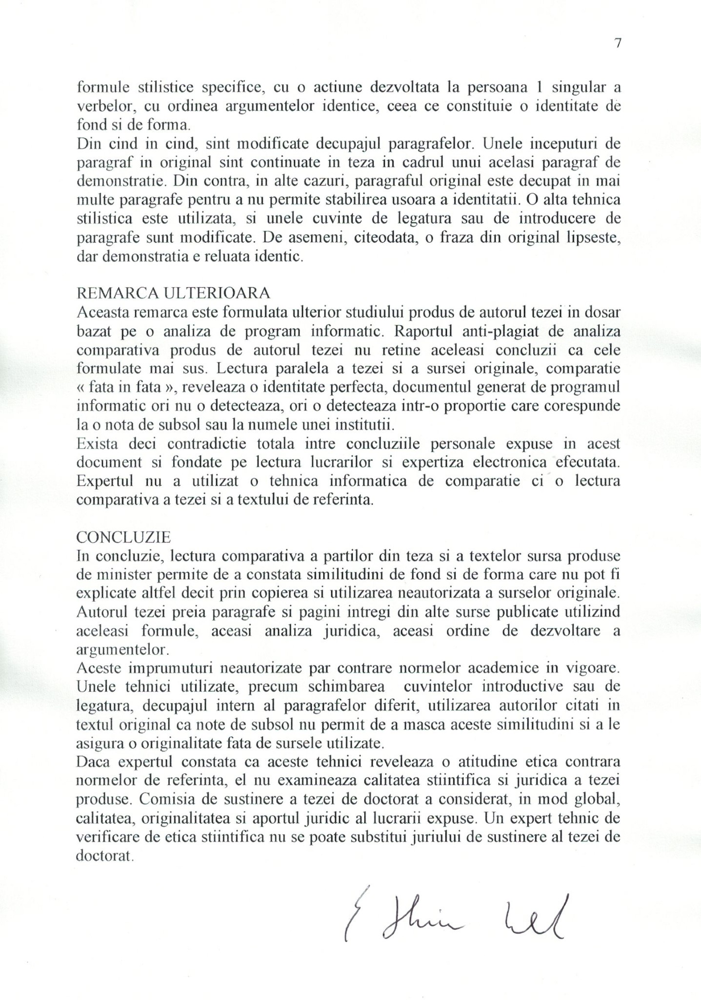 7
formule stilistice specifice, cu o actiune dezvoltata la persoana 1 singular a
verbelor, cu ordinea argumentelor identice, ceea ce constituie o identitate de
fond si de forma.
Din cind in cind, sint modificate decupajul paragrafelor. Unele inceputuri de
paragraf in original sint continuate in teza in cadrul unui acelasi paragraf de
demonstratie. Din contra, in alte cazuri, paragraful original este decupat in mai
multe paragrafe pentru a nu permite stabilirea usoara a identitatii. O alta tehnica
stilistica este utilizata, si unele cuvinte de legatura sau de introducere de
paragrafe sunt modificate. De asemeni, citeodata, o fraza din original lipseste,
dar demonstratia e reluata identic.
REMARCA ULTERIOARA
Aceasta remarca este formulata ulterior studiului produs de autorul tezei in dosar
bazat pe o analiza de program informatic. Raportul anti-plagiat de analiza
comparativa produs de autorul tezei nu retine aceleasi concluzii ca cele
formulate mai sus. Lectura paralela a tezei si a sursei originale, comparatie
« fata in fata », reveleaza o identitate perfecta, documentul generat de programul
informatic ori nu o detecteaza, ori o detecteaza intr-o proportie care corespunde
la o nota de subsol sau la numele unei institutii.
Exista deci contradictie totala intre concluziile personale expuse in acest
document si fondate pe lectura lucrarilor si expertiza electronica efecutata.
Expertul nu a utilizat o tehnica informatica de comparatie ci o lectura
comparativa a tezei si a textului de referinta.
CONCLUZIE
In concluzie, lectura comparativa a partilor din teza si a textelor sursa produse
de minister permite de a constata similitudini de fond si de forma care nu pot fi
explicate altfel decit prin copierea si utilizarea neautorizata a surselor originale.
Autorul tezei preia paragrafe si pagini intregi din alte surse publicate utilizind
aceleasi formule, aceasi analiza juridica, aceasi ordine de dezvoltare a
argumentelor.
Aceste imprumuturi neautorizate par contrare normelor academice in vigoare.
Unele tehnici utilizate, precum schimbarea cuvintelor introductive sau de
legatura, decupajul intern al paragrafelor diferit, utilizarea autorilor citati in
textul original ca note de subsol nu permit de a masca aceste similitudini si a le
asigura o originalitate fata de sursele utilizate.
Daca expertul constata ca aceste tehnici reveleaza o atitudine etica contrara
normelor de referinta, el nu examineaza calitatea stiintifica si juridica a tezei
produse. Comisia de sustinere a tezei de doctorat a considerat, in mod global,
calitatea, originalitatea si aportul juridic al lucrarii expuse. Un expert tehnic de
verificare de etica stiintifica nu se poate substitui juriului de sustinere al tezei de
doctorat.